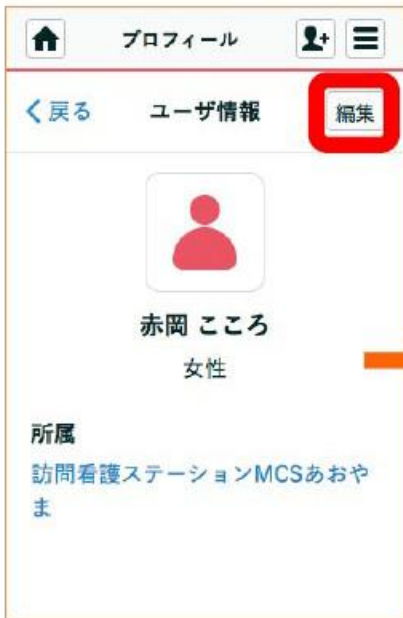 プロフィール
戻る ユーザ情報 編集
赤岡 こころ
女性
所属
訪問看護ステーションMCSあおや
ま